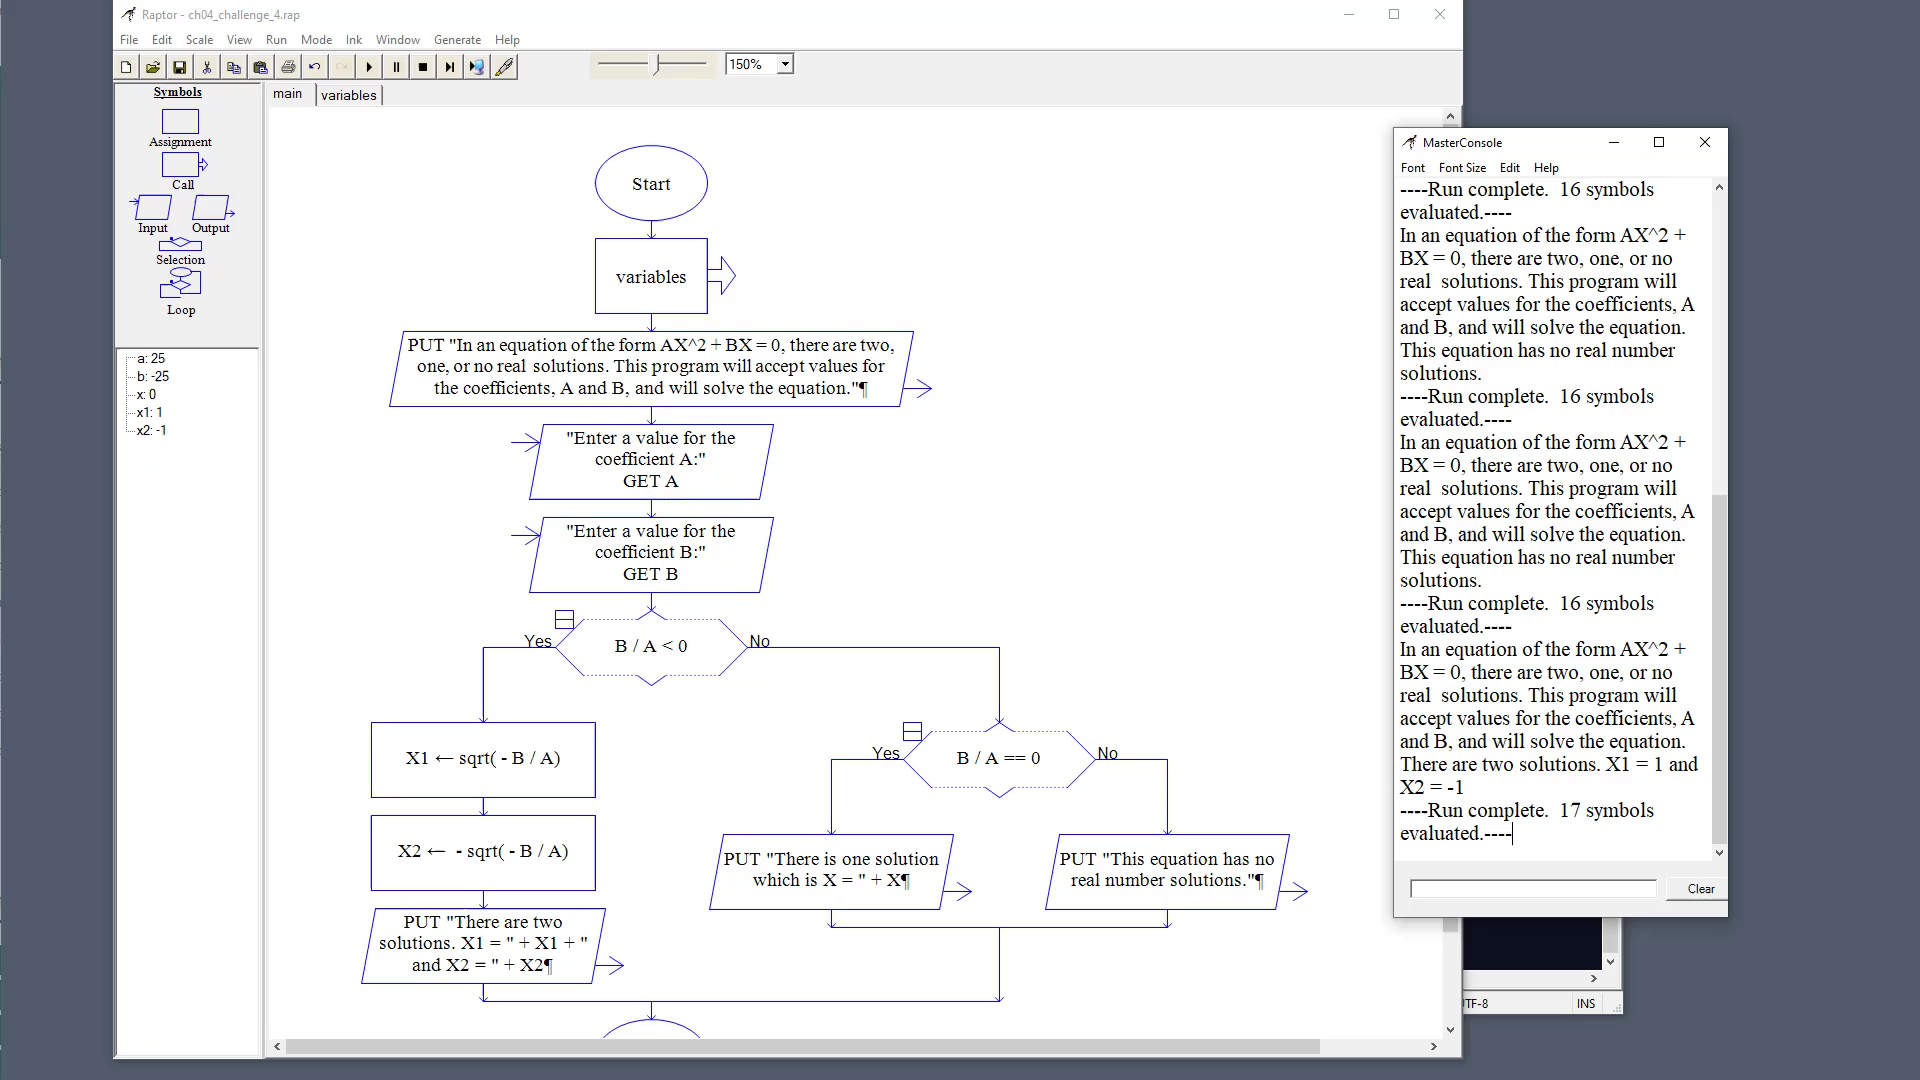 Raptor - ch04_challenge_4.rap
File Edit Scale View Run Mode Ink Window Generate Help
150%
Symbols
Assignment
Call
Input Output
Selection
Loop
a: 25
b: -25
x: 0
x1: 1
x2: -1
main variables
Start
variables
PUT "In an equation of the form AX^2 + BX = 0, there are two,
one, or no real solutions. This program will accept values for
the coefficients, A and B, and will solve the equation."¶
"Enter a value for the
coefficient A:"
GET A
"Enter a value for the
coefficient B:"
GET B
Yes B / A < 0 No
X1 ← sqrt( - B / A)
X2 ← - sqrt( - B / A)
PUT "There are two
solutions. X1 = " + X1 + "
and X2 = " + X2¶
Yes B / A == 0 No
PUT "There is one solution
which is X = " + X¶
PUT "This equation has no
real number solutions."¶
MasterConsole
Font Font Size Edit Help
----Run complete.  16 symbols
evaluated.----
In an equation of the form AX^2 +
BX = 0, there are two, one, or no
real  solutions. This program will
accept values for the coefficients, A
and B, and will solve the equation.
This equation has no real number
solutions.
----Run complete.  16 symbols
evaluated.----
In an equation of the form AX^2 +
BX = 0, there are two, one, or no
real  solutions. This program will
accept values for the coefficients, A
and B, and will solve the equation.
This equation has no real number
solutions.
----Run complete.  16 symbols
evaluated.----
In an equation of the form AX^2 +
BX = 0, there are two, one, or no
real  solutions. This program will
accept values for the coefficients, A
and B, and will solve the equation.
There are two solutions. X1 = 1 and
X2 = -1
----Run complete.  17 symbols
evaluated.----
Clear
UTF-8 INS